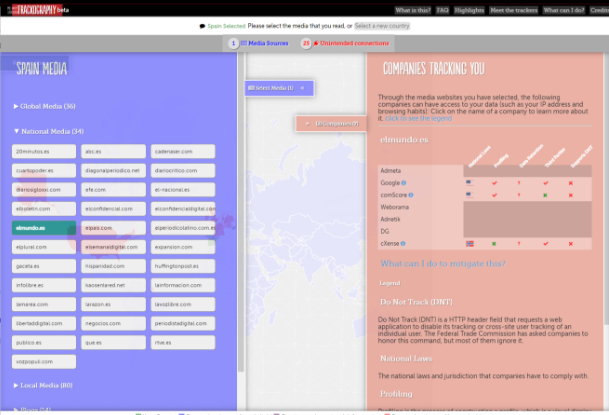 TRACKOGRAPHY beta
What is this? FAQ Highlights Meet the trackers What can I do? Credits
Spain Selected Please select the media that you read, or Select a new country
1 Media Sources 25 Unintended connections
SPAIN MEDIA
▶ Global Media (36)
▼ National Media (34)
20minutos.es abc.es cadenaser.com
cuartopoder.es diagonalperiodico.net diariocritico.com
diariosigloxxi.com efe.com el-nacional.es
elboletin.com elconfidencial.com elconfidencialdigital.com
elmundo.es elpais.com elperiodicolatino.com.es
elplural.com elsemanaldigital.com expansion.com
gaceta.es hispanidad.com huffingtonpost.es
infolibre.es kaosenlared.net lainformacion.com
lamarea.com larazon.es lavozlibre.com
libertaddigital.com negocios.com periodistadigital.com
publico.es que.es rtve.es
vozpopuli.com
▶ Local Media (80)
Select Media (1)
COMPANIES TRACKING YOU
Through the media websites you have selected, the following
companies can have access to your data (such as your IP address and
browsing habits). Click on the name of a company to learn more about
it. click to see the legend
elmundo.es
National Laws Profiling Data Retention
Admeta
Google
comScore
Weborama
Adnetik
DG
cXense
What can I do to mitigate this?
Legend
Do Not Track (DNT)
Do Not Track (DNT) is a HTTP header field that requests a web
application to disable its tracking or cross-site user tracking of an
individual user. The Federal Trade Commission has asked companies to
honor this command, but most of them ignore it.
National Laws
The national laws and jurisdiction that companies have to comply with.
Profiling